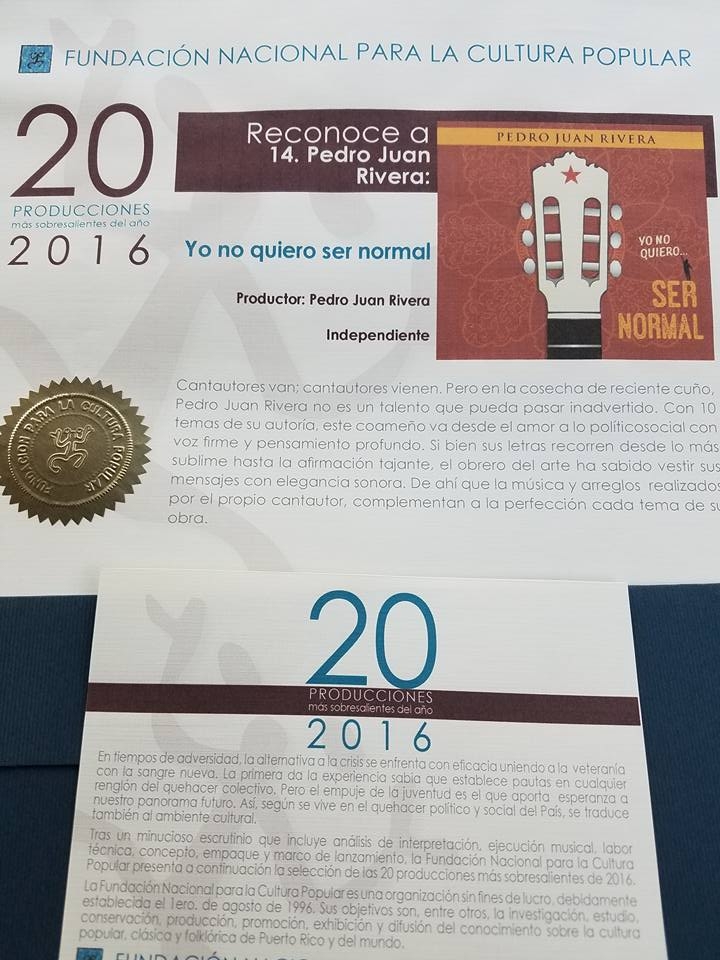 FUNDACIÓN NACIONAL PARA LA CULTURA POPULAR
20
PRODUCCIONES
más sobresalientes del año
2016
Reconoce a
14. Pedro Juan
Rivera:
Yo no quiero ser normal
Productor: Pedro Juan Rivera
Independiente
PEDRO JUAN RIVERA
YO NO
QUIERO...
SER
NORMAL
FUNDACIÓN PARA LA CULTURA POPULAR
Cantautores van; cantautores vienen. Pero en la cosecha de reciente cuño,
Pedro Juan Rivera no es un talento que pueda pasar inadvertido. Con 10
temas de su autoría, este coameño va desde el amor a lo politicosocial con
voz firme y pensamiento profundo. Si bien sus letras recorren desde lo más
sublime hasta la afirmación tajante, el obrero del arte ha sabido vestir sus
mensajes con elegancia sonora. De ahí que la música y arreglos realizados
por el propio cantautor, complementan a la perfección cada tema de su
obra.
20
PRODUCCIONES
más sobresalientes del año
2016
En tiempos de adversidad, la alternativa a la crisis se enfrenta con eficacia uniendo a la veteranía
con la sangre nueva. La primera da la experiencia sabia que establece pautas en cualquier
renglón del quehacer colectivo. Pero el empuje de la juventud es el que aporta esperanza a
nuestro panorama futuro. Así, según se vive en el quehacer político y social del País, se traduce
también al ambiente cultural.
Tras un minucioso escrutinio que incluye análisis de interpretación, ejecución musical, labor
técnica, concepto, empaque y marco de lanzamiento, la Fundación Nacional para la Cultura
Popular presenta a continuación la selección de las 20 producciones más sobresalientes de 2016.
La Fundación Nacional para la Cultura Popular es una organización sin fines de lucro, debidamente
establecida el 1ero. de agosto de 1996. Sus objetivos son, entre otros, la investigación, estudio,
conservación, producción, promoción, exhibición y difusión del conocimiento sobre la cultura
popular, clásica y folklórica de Puerto Rico y del mundo.